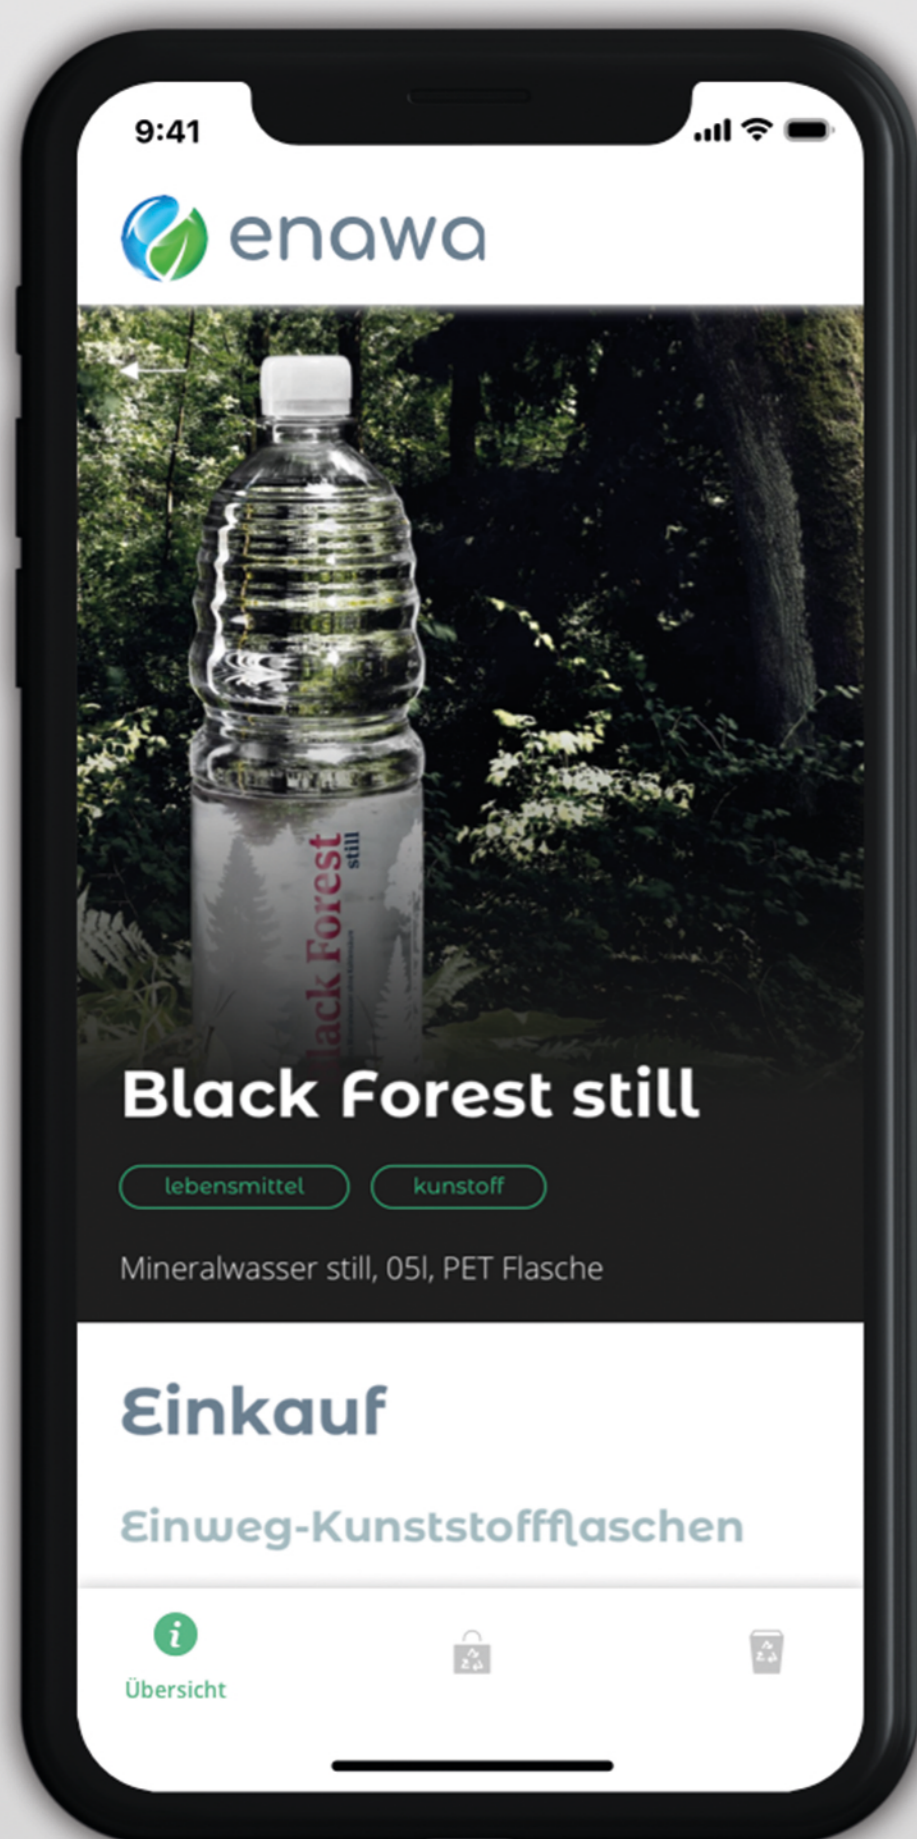 9:41
enawa
lack Forest
still
Black Forest still
lebensmittel
kunstoff
Mineralwasser still, 05l, PET Flasche
Einkauf
Einweg-Kunststoffflaschen
i
Übersicht